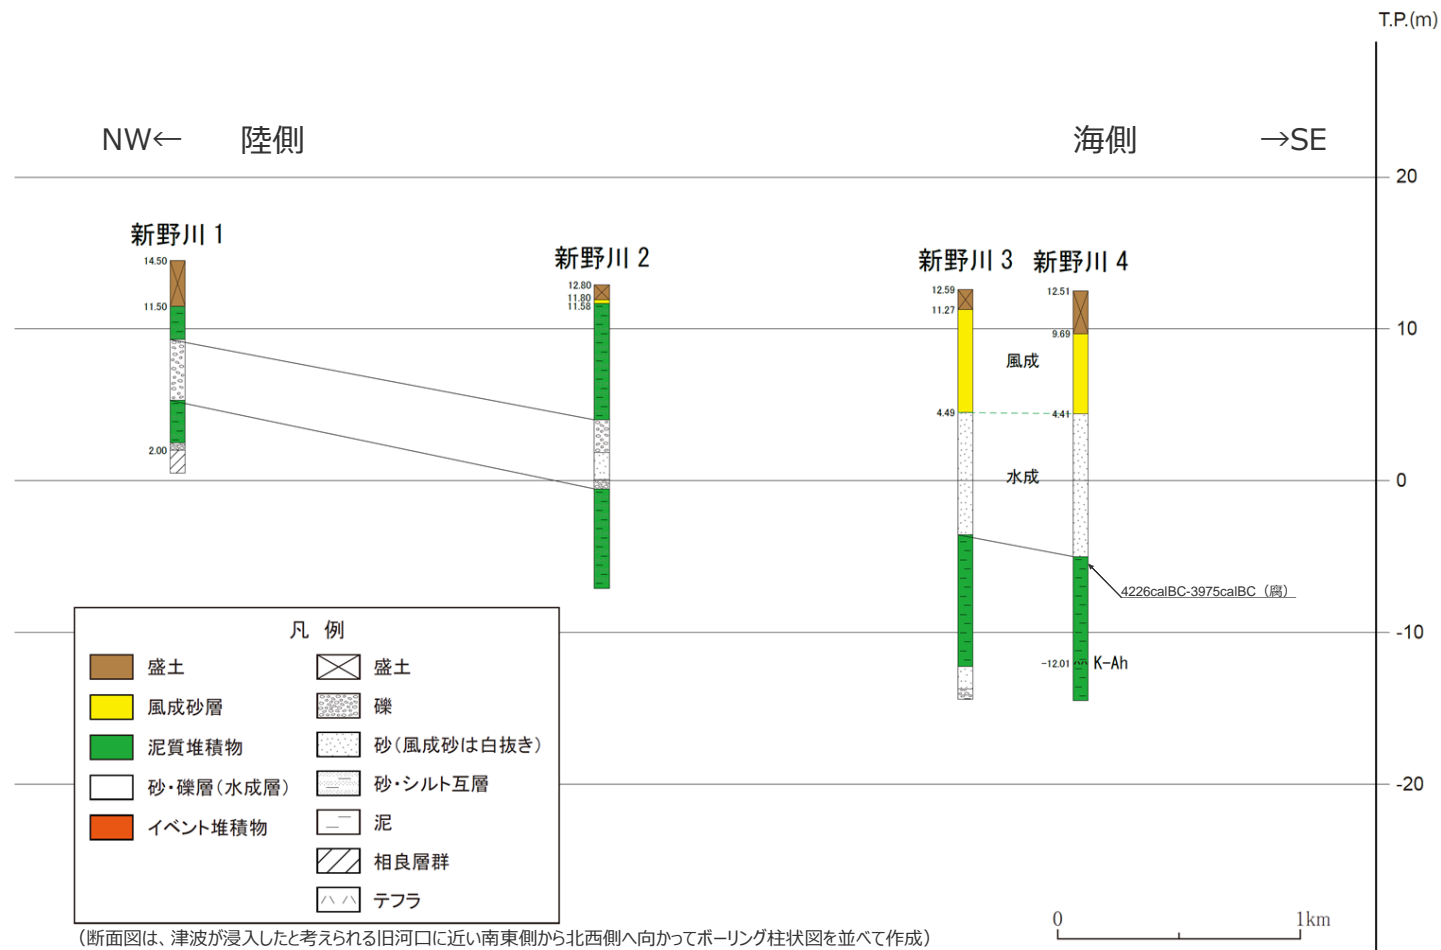 T.P.(m)
NW← 陸側 海側 →SE
20
新野川 1
14.50
11.50
2.00
新野川 2
12.80
11.80
11.58
新野川 3
12.59
11.27
4.49
新野川 4
12.51
9.69
4.41
-12.01 K-Ah
10
風成
水成
0
4226calBC-3975calBC（腐）
-10
-20
凡 例
盛土
風成砂層
泥質堆積物
砂・礫層(水成層)
イベント堆積物
盛土
礫
砂(風成砂は白抜き)
砂・シルト互層
泥
相良層群
テフラ
0 1km
（断面図は、津波が浸入したと考えられる旧河口に近い南東側から北西側へ向かってボーリング柱状図を並べて作成）